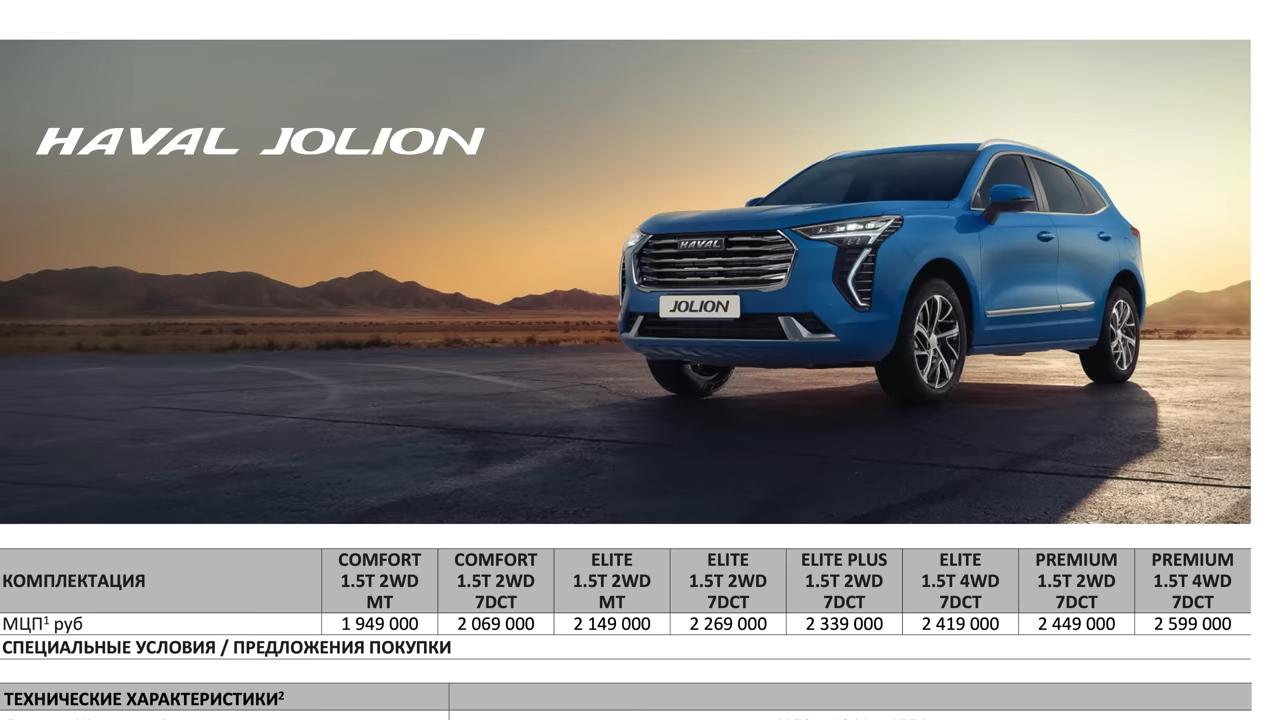 HAVAL JOLION
HAVAL
JOLION
КОМПЛЕКТАЦИЯ
COMFORT 1.5T 2WD MT
COMFORT 1.5T 2WD 7DCT
ELITE 1.5T 2WD MT
ELITE 1.5T 2WD 7DCT
ELITE PLUS 1.5T 2WD 7DCT
ELITE 1.5T 4WD 7DCT
PREMIUM 1.5T 2WD 7DCT
PREMIUM 1.5T 4WD 7DCT
МЦП¹ руб 1 949 000 2 069 000 2 149 000 2 269 000 2 339 000 2 419 000 2 449 000 2 599 000
СПЕЦИАЛЬНЫЕ УСЛОВИЯ / ПРЕДЛОЖЕНИЯ ПОКУПКИ
ТЕХНИЧЕСКИЕ ХАРАКТЕРИСТИКИ²